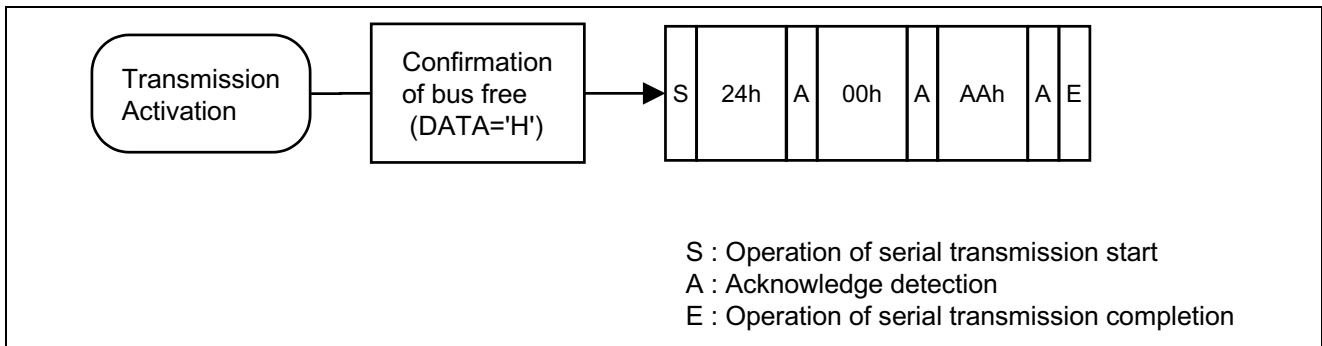 Transmission
Activation
Confirmation
of bus free
(DATA='H')
S 24h A 00h A AAh A E
S : Operation of serial transmission start
A : Acknowledge detection
E : Operation of serial transmission completion